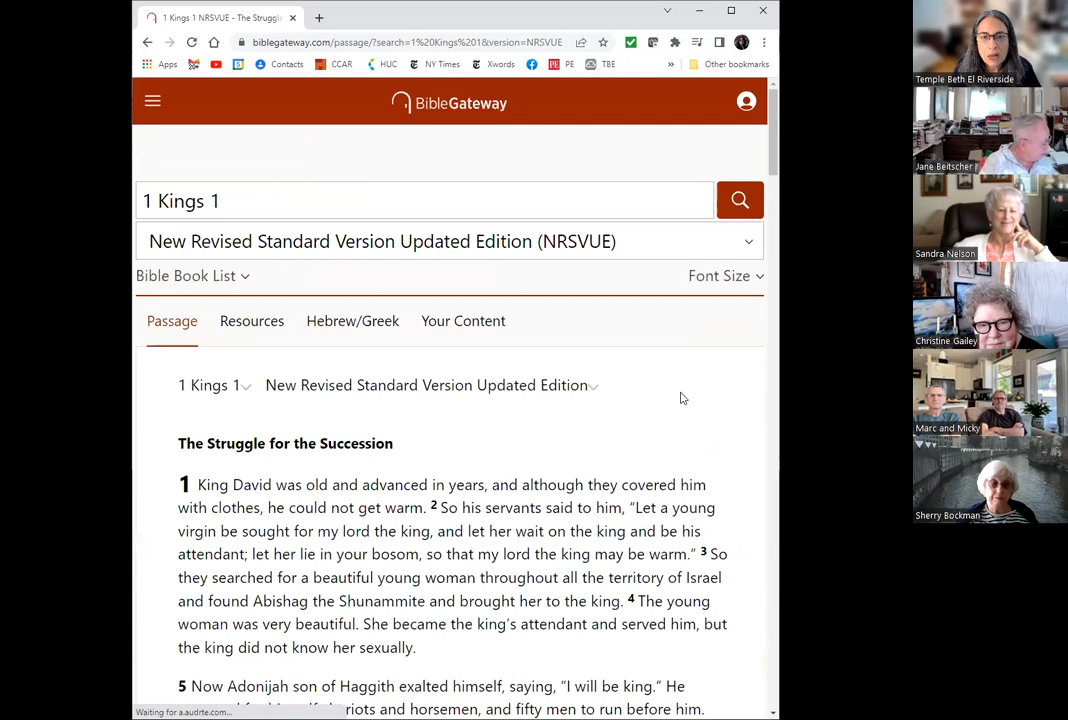 1 Kings 1 NRSVUE - The Struggle
biblegateway.com/passage/?search=1%20Kings%201&version=NRSVUE
Apps
Contacts
CCAR
HUC
NY Times
Xwords
PE
TBE
»
Other bookmarks
BibleGateway
1 Kings 1
New Revised Standard Version Updated Edition (NRSVUE)
Bible Book List
Font Size
Passage Resources Hebrew/Greek Your Content
1 Kings 1 New Revised Standard Version Updated Edition
The Struggle for the Succession
1 King David was old and advanced in years, and although they covered him
with clothes, he could not get warm. 2 So his servants said to him, “Let a young
virgin be sought for my lord the king, and let her wait on the king and be his
attendant; let her lie in your bosom, so that my lord the king may be warm.” 3 So
they searched for a beautiful young woman throughout all the territory of Israel
and found Abishag the Shunammite and brought her to the king. 4 The young
woman was very beautiful. She became the king’s attendant and served him, but
the king did not know her sexually.
5 Now Adonijah son of Haggith exalted himself, saying, “I will be king.” He
and horsemen, and fifty men to run before him.
Waiting for a.audrte.com...
Temple Beth El Riverside
Jane Beitscher
Sandra Nelson
Christine Gailey
Marc and Micky
Sherry Bockman